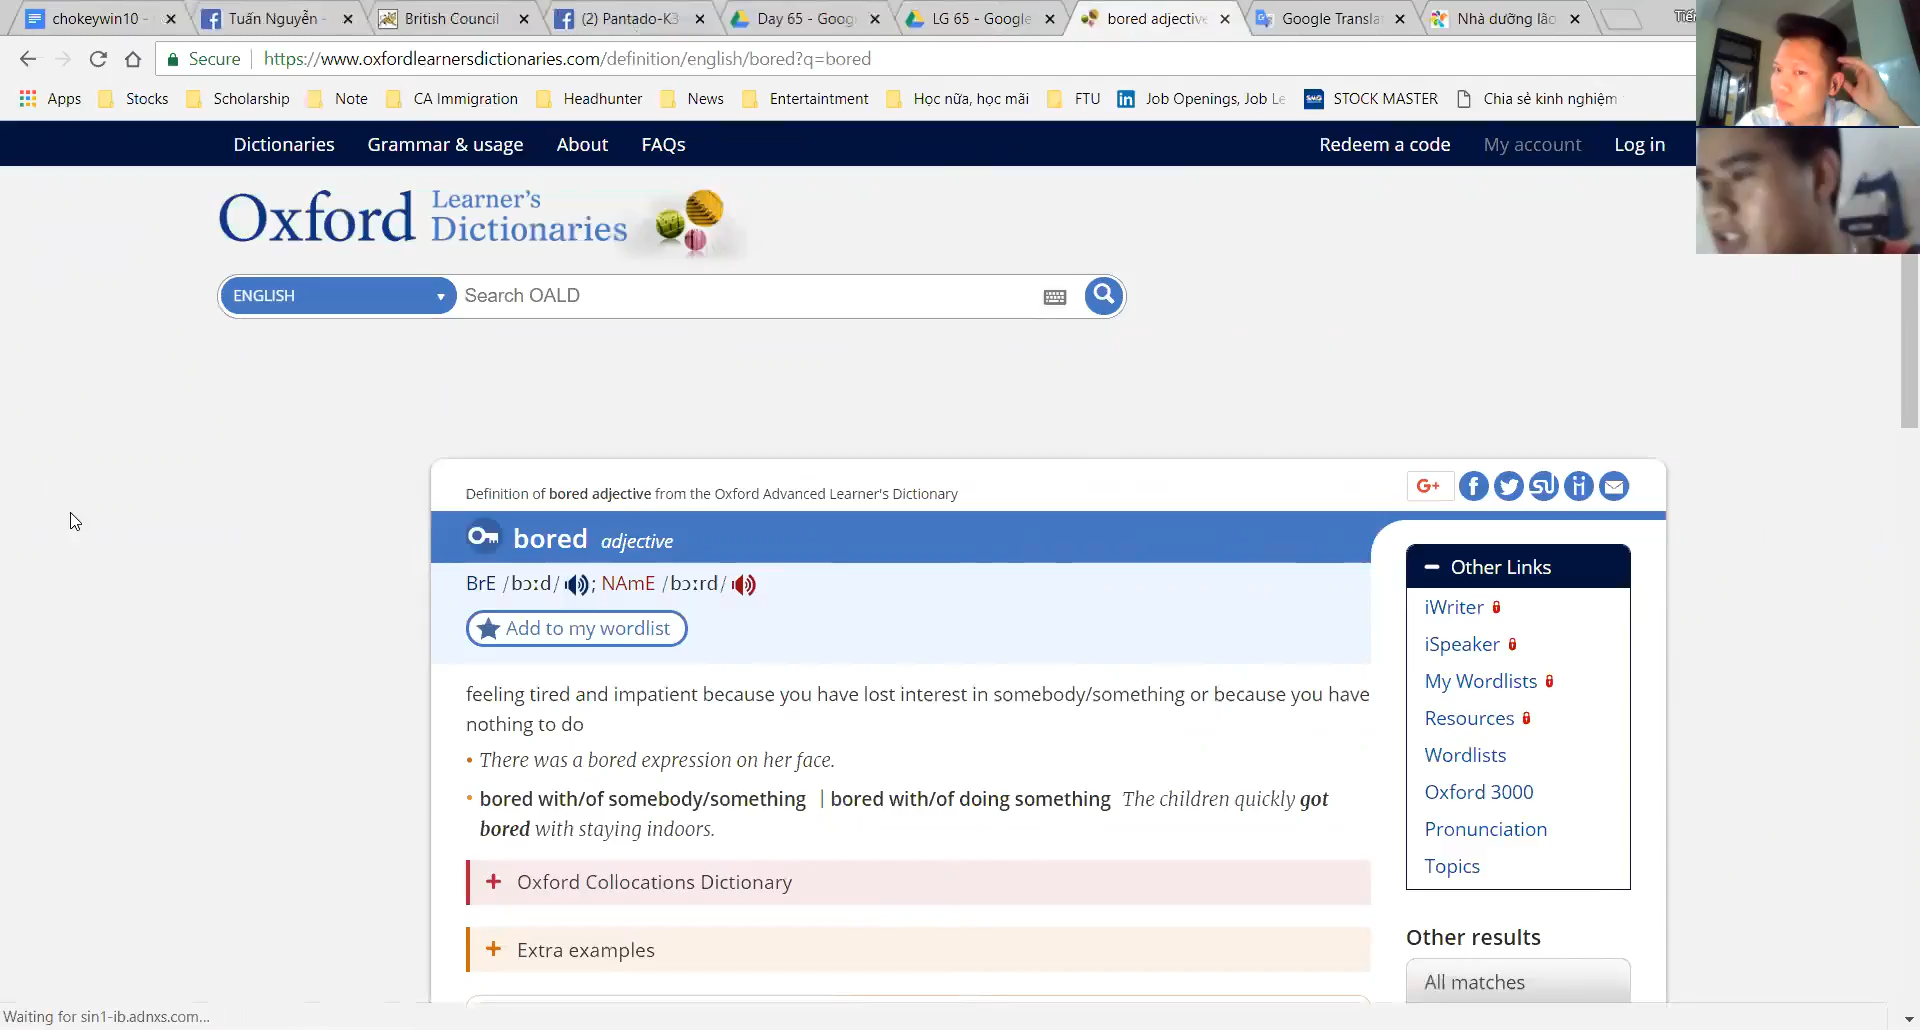 chokeywin10 -
Tuấn Nguyễn -
British Council
(2) Pantado-K3
Day 65 - Goog
LG 65 - Google
bored adjective
Google Transla
Nhà dưỡng lão
Tiế
Secure
https://www.oxfordlearnersdictionaries.com/definition/english/bored?q=bored
Apps Stocks Scholarship Note CA Immigration Headhunter News Entertaintment Học nữa, học mãi FTU Job Openings, Job Le STOCK MASTER Chia sẻ kinh nghiệm
Dictionaries Grammar & usage About FAQs Redeem a code My account Log in
Oxford Learner's Dictionaries
ENGLISH Search OALD
Definition of bored adjective from the Oxford Advanced Learner's Dictionary
G+
bored adjective
BrE /bɔːd/ ; NAmE /bɔːrd/
Add to my wordlist
feeling tired and impatient because you have lost interest in somebody/something or because you have
nothing to do
• There was a bored expression on her face.
• bored with/of somebody/something | bored with/of doing something The children quickly got
bored with staying indoors.
+ Oxford Collocations Dictionary
+ Extra examples
Other Links
iWriter
iSpeaker
My Wordlists
Resources
Wordlists
Oxford 3000
Pronunciation
Topics
Other results
All matches
Waiting for sin1-ib.adnxs.com...